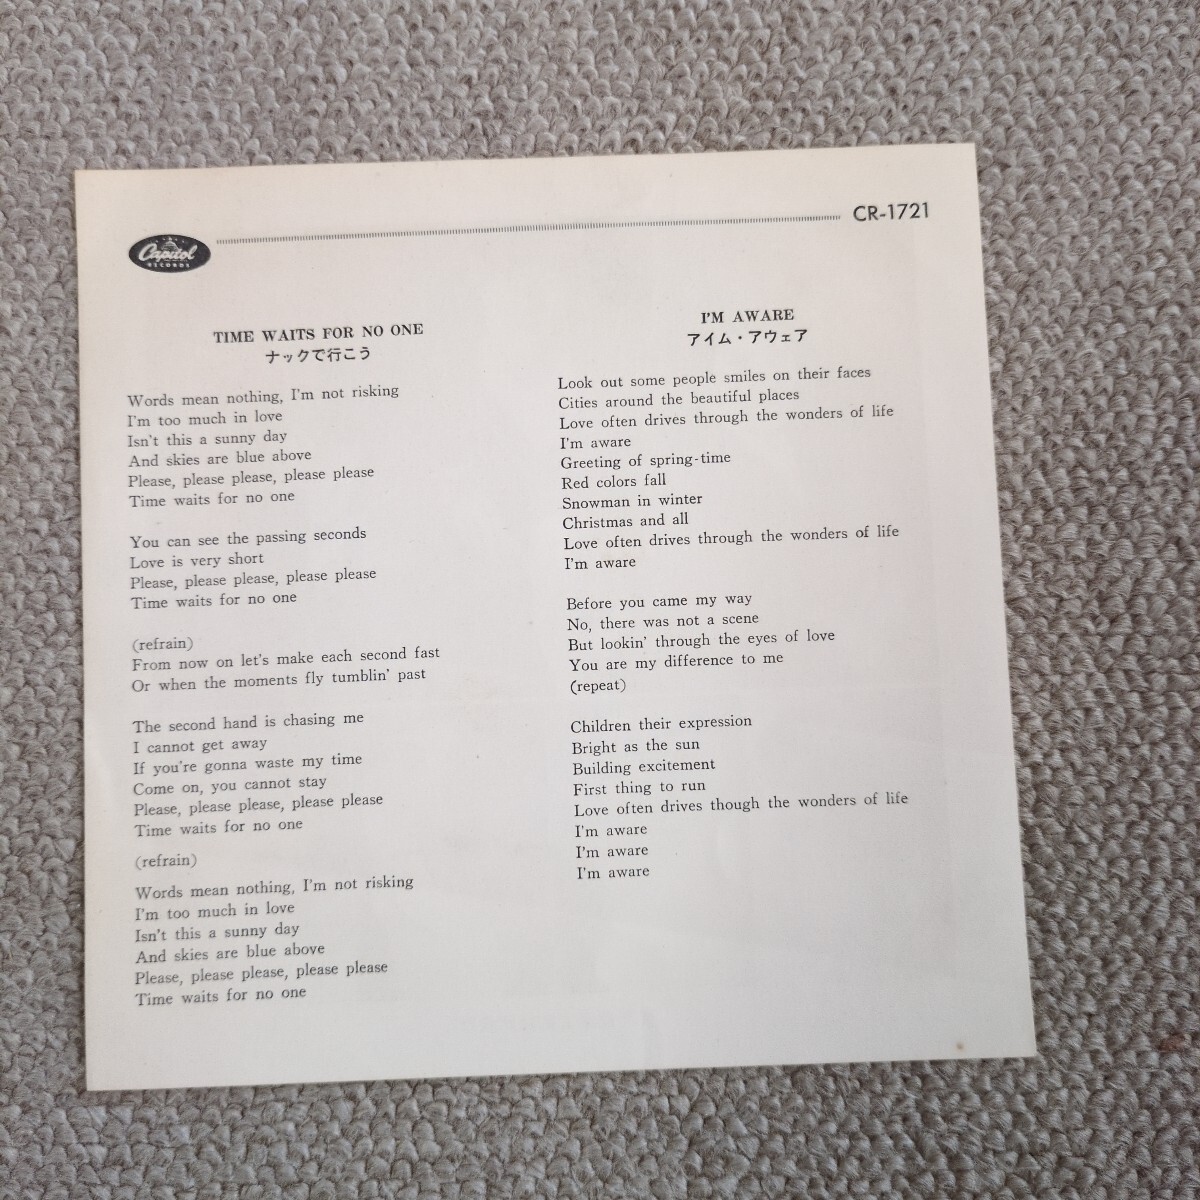 CR-1721
Capitol
RECORDS
TIME WAITS FOR NO ONE
ナックで行こう
Words mean nothing, I'm not risking
I'm too much in love
Isn't this a sunny day
And skies are blue above
Please, please please, please please
Time waits for no one
You can see the passing seconds
Love is very short
Please, please please, please please
Time waits for no one
(refrain)
From now on let's make each second fast
Or when the moments fly tumblin' past
The second hand is chasing me
I cannot get away
If you're gonna waste my time
Come on, you cannot stay
Please, please please, please please
Time waits for no one
(refrain)
Words mean nothing, I'm not risking
I'm too much in love
Isn't this a sunny day
And skies are blue above
Please, please please, please please
Time waits for no one
I'M AWARE
アイム・アウェア
Look out some people smiles on their faces
Cities around the beautiful places
Love often drives through the wonders of life
I'm aware
Greeting of spring-time
Red colors fall
Snowman in winter
Christmas and all
Love often drives through the wonders of life
I'm aware
Before you came my way
No, there was not a scene
But lookin' through the eyes of love
You are my difference to me
(repeat)
Children their expression
Bright as the sun
Building excitement
First thing to run
Love often drives though the wonders of life
I'm aware
I'm aware
I'm aware